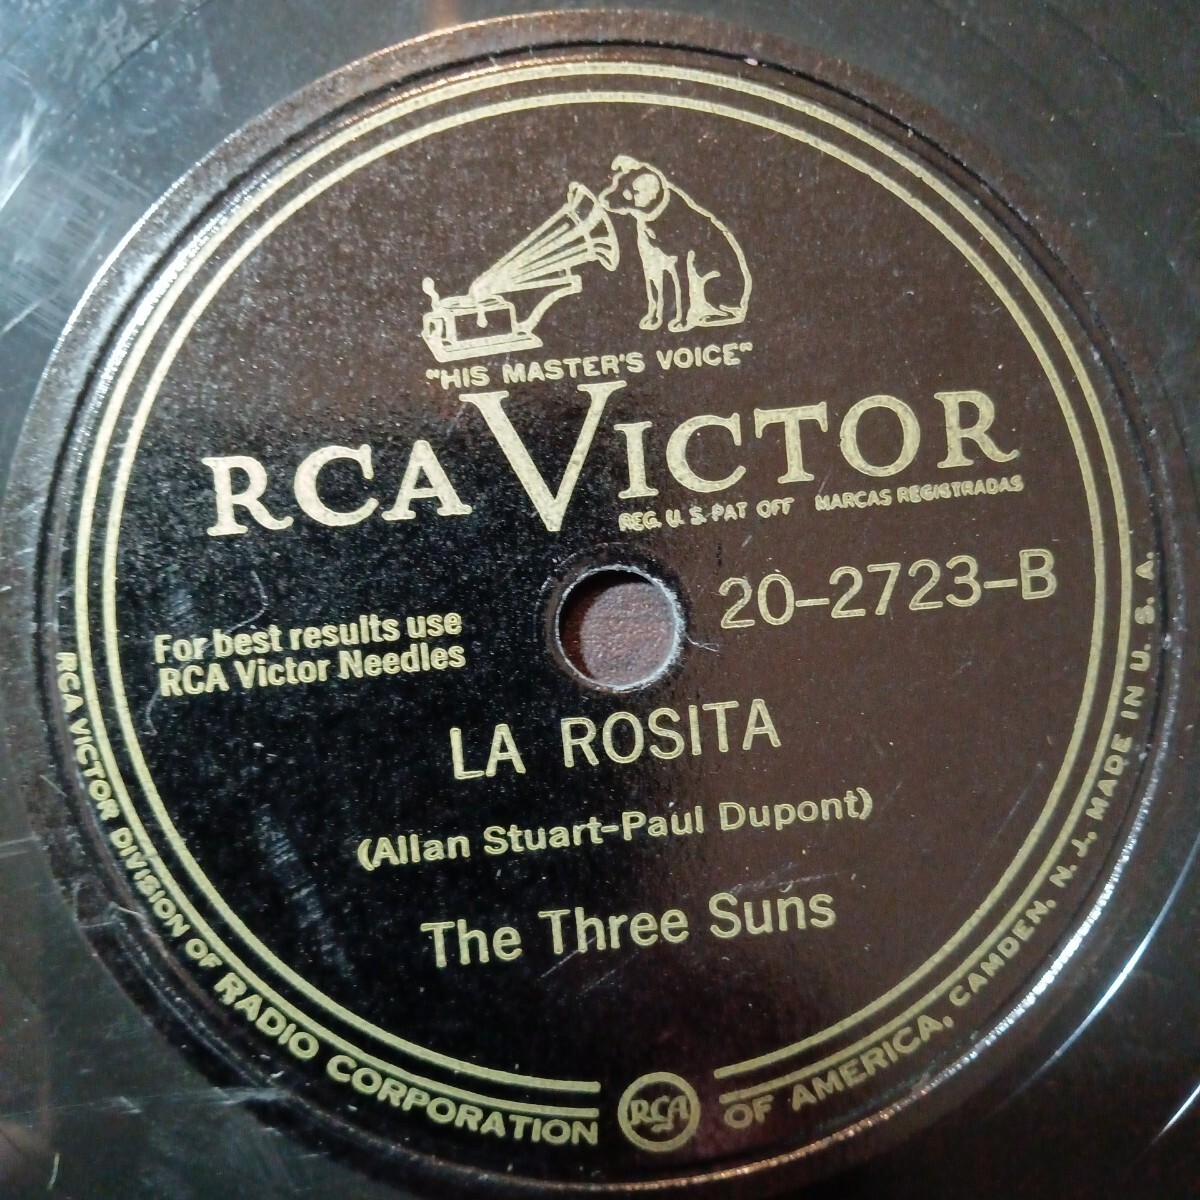 "HIS MASTER'S VOICE"
RCA VICTOR
REG. U. S. PAT OFF MARCAS REGISTRADAS
20-2723-B
For best results use
RCA Victor Needles
LA ROSITA
(Allan Stuart-Paul Dupont)
The Three Suns
RCA VICTOR DIVISION OF RADIO CORPORATION RCA OF AMERICA, CAMDEN, N. J., MADE IN U. S. A.